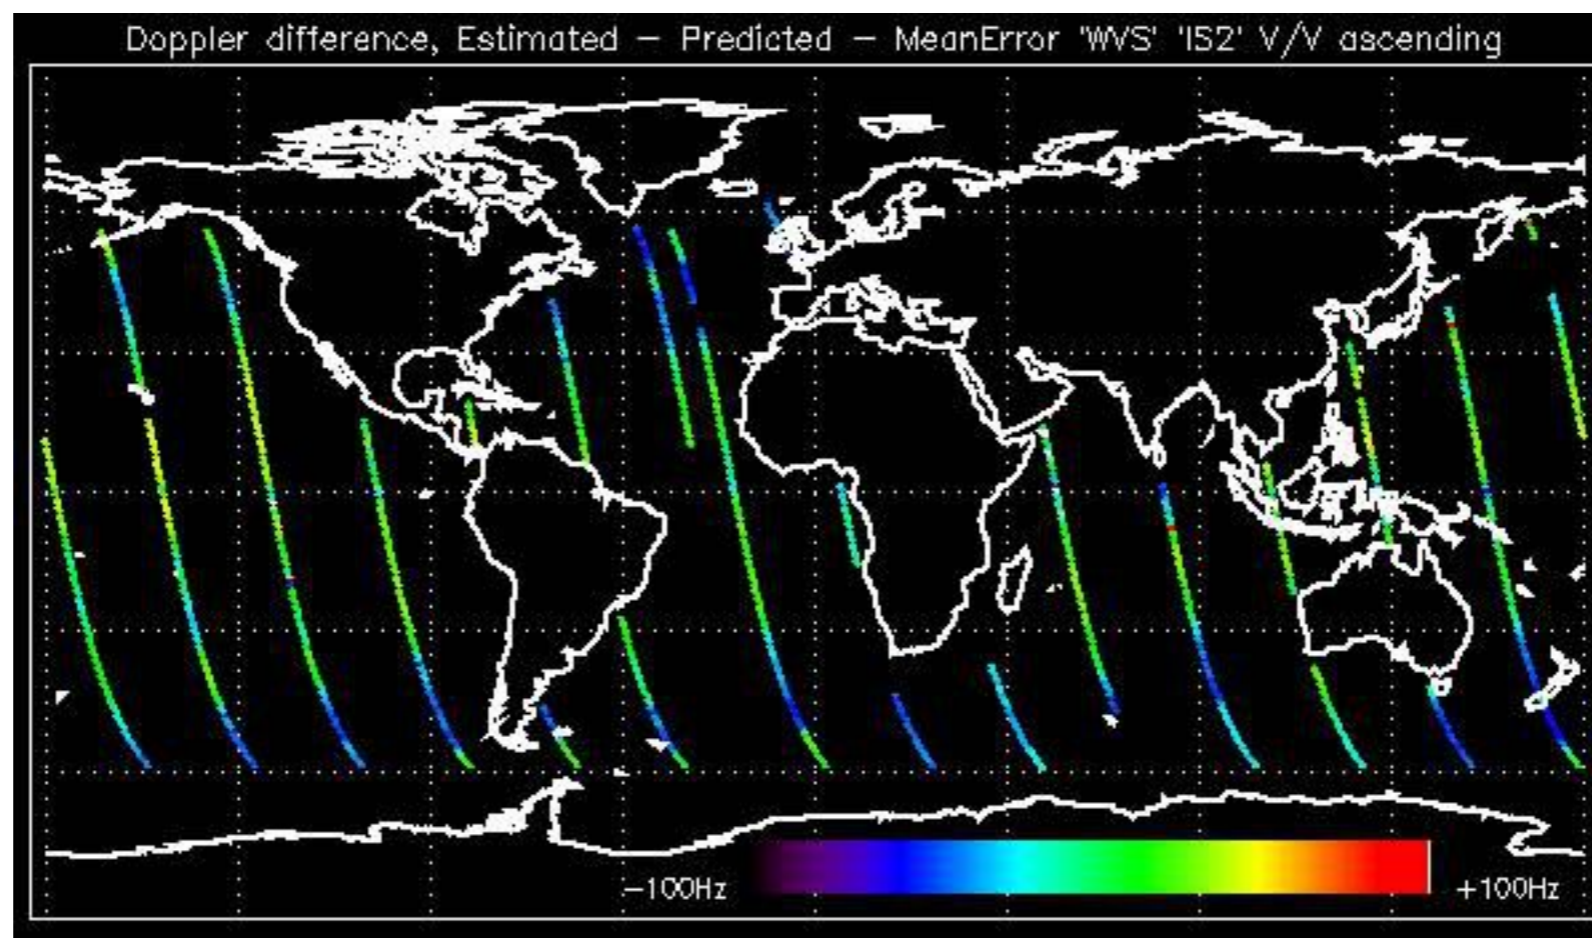 Doppler difference, Estimated – Predicted – MeanError 'WVS' 'IS2' V/V ascending
–100Hz +100Hz